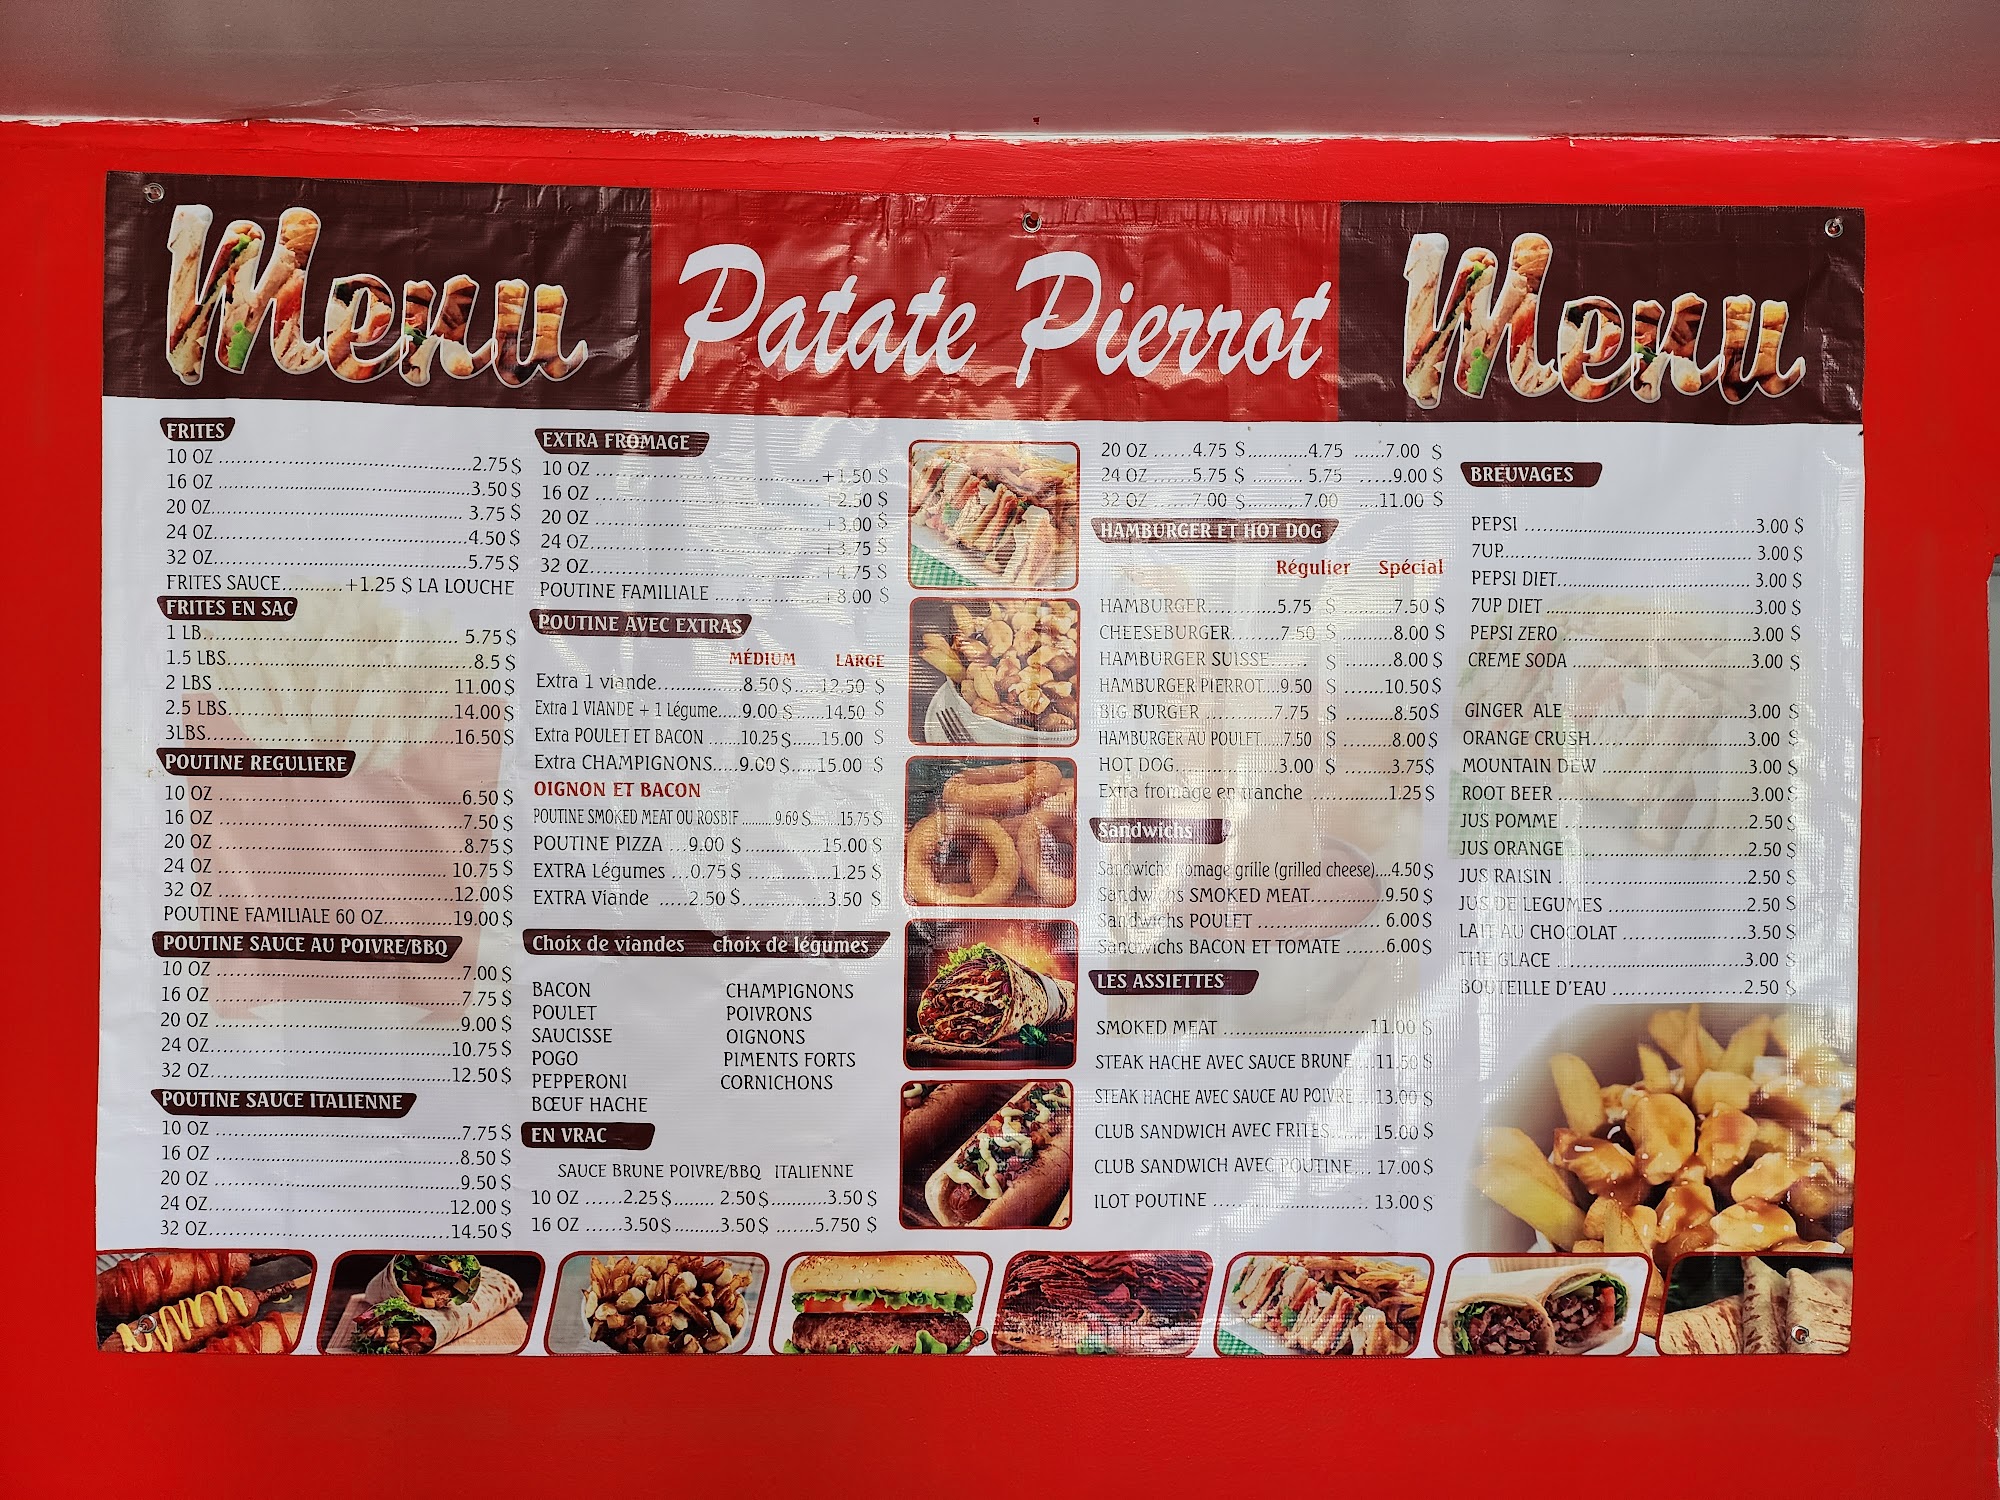 Menu
Patate Pierrot
Menu
FRITES
10 OZ ........ 2.75 $
16 OZ ........ 3.50 $
20 OZ ........ 3.75 $
24 OZ ........ 4.50 $
32 OZ ........ 5.75 $
FRITES SAUCE ........ +1.25 $ LA LOUCHE
FRITES EN SAC
1 LB ........ 5.75 $
1.5 LBS ........ 8.5 $
2 LBS ........ 11.00 $
2.5 LBS ........ 14.00 $
3LBS ........ 16.50 $
POUTINE REGULIERE
10 OZ ........ 6.50 $
16 OZ ........ 7.50 $
20 OZ ........ 8.75 $
24 OZ ........ 10.75 $
32 OZ ........ 12.00 $
POUTINE FAMILIALE 60 OZ ........ 19.00 $
POUTINE SAUCE AU POIVRE/BBQ
10 OZ ........ 7.00 $
16 OZ ........ 7.75 $
20 OZ ........ 9.00 $
24 OZ ........ 10.75 $
32 OZ ........ 12.50 $
POUTINE SAUCE ITALIENNE
10 OZ ........ 7.75 $
16 OZ ........ 8.50 $
20 OZ ........ 9.50 $
24 OZ ........ 12.00 $
32 OZ ........ 14.50 $
EXTRA FROMAGE
10 OZ ........ +1.50 $
16 OZ ........ +2.50 $
20 OZ ........ +3.00 $
24 OZ ........ +3.75 $
32 OZ ........ +4.75 $
POUTINE FAMILIALE ........ +8.00 $
POUTINE AVEC EXTRAS
MÉDIUM LARGE
Extra 1 viande ........ 8.50 $ ..... 12.50 $
Extra 1 VIANDE + 1 Légume ..... 9.00 $ ..... 14.50 $
Extra POULET ET BACON ....... 10.25 $ ..... 15.00 $
Extra CHAMPIGNONS ..... 9.00 $ ..... 15.00 $
OIGNON ET BACON
POUTINE SMOKED MEAT OU ROSBIF ........ 9.69 $ ...... 15.75 $
POUTINE PIZZA ... 9.00 $ ........ 15.00 $
EXTRA Légumes ... 0.75 $ ........ 1.25 $
EXTRA Viande ..... 2.50 $ ........ 3.50 $
Choix de viandes choix de légumes
BACON CHAMPIGNONS
POULET POIVRONS
SAUCISSE OIGNONS
POGO PIMENTS FORTS
PEPPERONI CORNICHONS
BŒUF HACHE
EN VRAC
SAUCE BRUNE POIVRE/BBQ ITALIENNE
10 OZ ...... 2.25 $ ....... 2.50 $ ........ 3.50 $
16 OZ ...... 3.50 $ ........ 3.50 $ ...... 5.750 $
20 OZ ...... 4.75 $ ........ 4.75 ...... 7.00 $
24 OZ ...... 5.75 $ ........ 5.75 ..... 9.00 $
32 OZ ...... 7.00 $ ........ 7.00 .... 11.00 $
HAMBURGER ET HOT DOG
Régulier Spécial
HAMBURGER ........ 5.75 $ ........ 7.50 $
CHEESEBURGER ....... 7.50 $ ........ 8.00 $
HAMBURGER SUISSE ....... $ ........ 8.00 $
HAMBURGER PIERROT .... 9.50 $ ....... 10.50 $
BIG BURGER ........ 7.75 $ ........ 8.50 $
HAMBURGER AU POULET ..... 7.50 $ ........ 8.00 $
HOT DOG ........ 3.00 $ ........ 3.75 $
Extra fromage en tranche ........ 1.25 $
Sandwichs
Sandwichs fromage grille (grilled cheese) .... 4.50 $
Sandwichs SMOKED MEAT ........ 9.50 $
Sandwichs POULET ........ 6.00 $
Sandwichs BACON ET TOMATE ....... 6.00 $
LES ASSIETTES
SMOKED MEAT ........ 11.00 $
STEAK HACHE AVEC SAUCE BRUNE ... 11.50 $
STEAK HACHE AVEC SAUCE AU POIVRE ... 13.00 $
CLUB SANDWICH AVEC FRITES ....... 15.00 $
CLUB SANDWICH AVEC POUTINE .... 17.00 $
ILOT POUTINE ........ 13.00 $
BREUVAGES
PEPSI ........ 3.00 $
7UP ........ 3.00 $
PEPSI DIET ........ 3.00 $
7UP DIET ........ 3.00 $
PEPSI ZERO ........ 3.00 $
CREME SODA ........ 3.00 $
GINGER ALE ........ 3.00 $
ORANGE CRUSH ........ 3.00 $
MOUNTAIN DEW ........ 3.00 $
ROOT BEER ........ 3.00 $
JUS POMME ........ 2.50 $
JUS ORANGE ........ 2.50 $
JUS RAISIN ........ 2.50 $
JUS DE LEGUMES ........ 2.50 $
LAIT AU CHOCOLAT ........ 3.50 $
THE GLACE ........ 3.00 $
BOUTEILLE D'EAU ........ 2.50 $